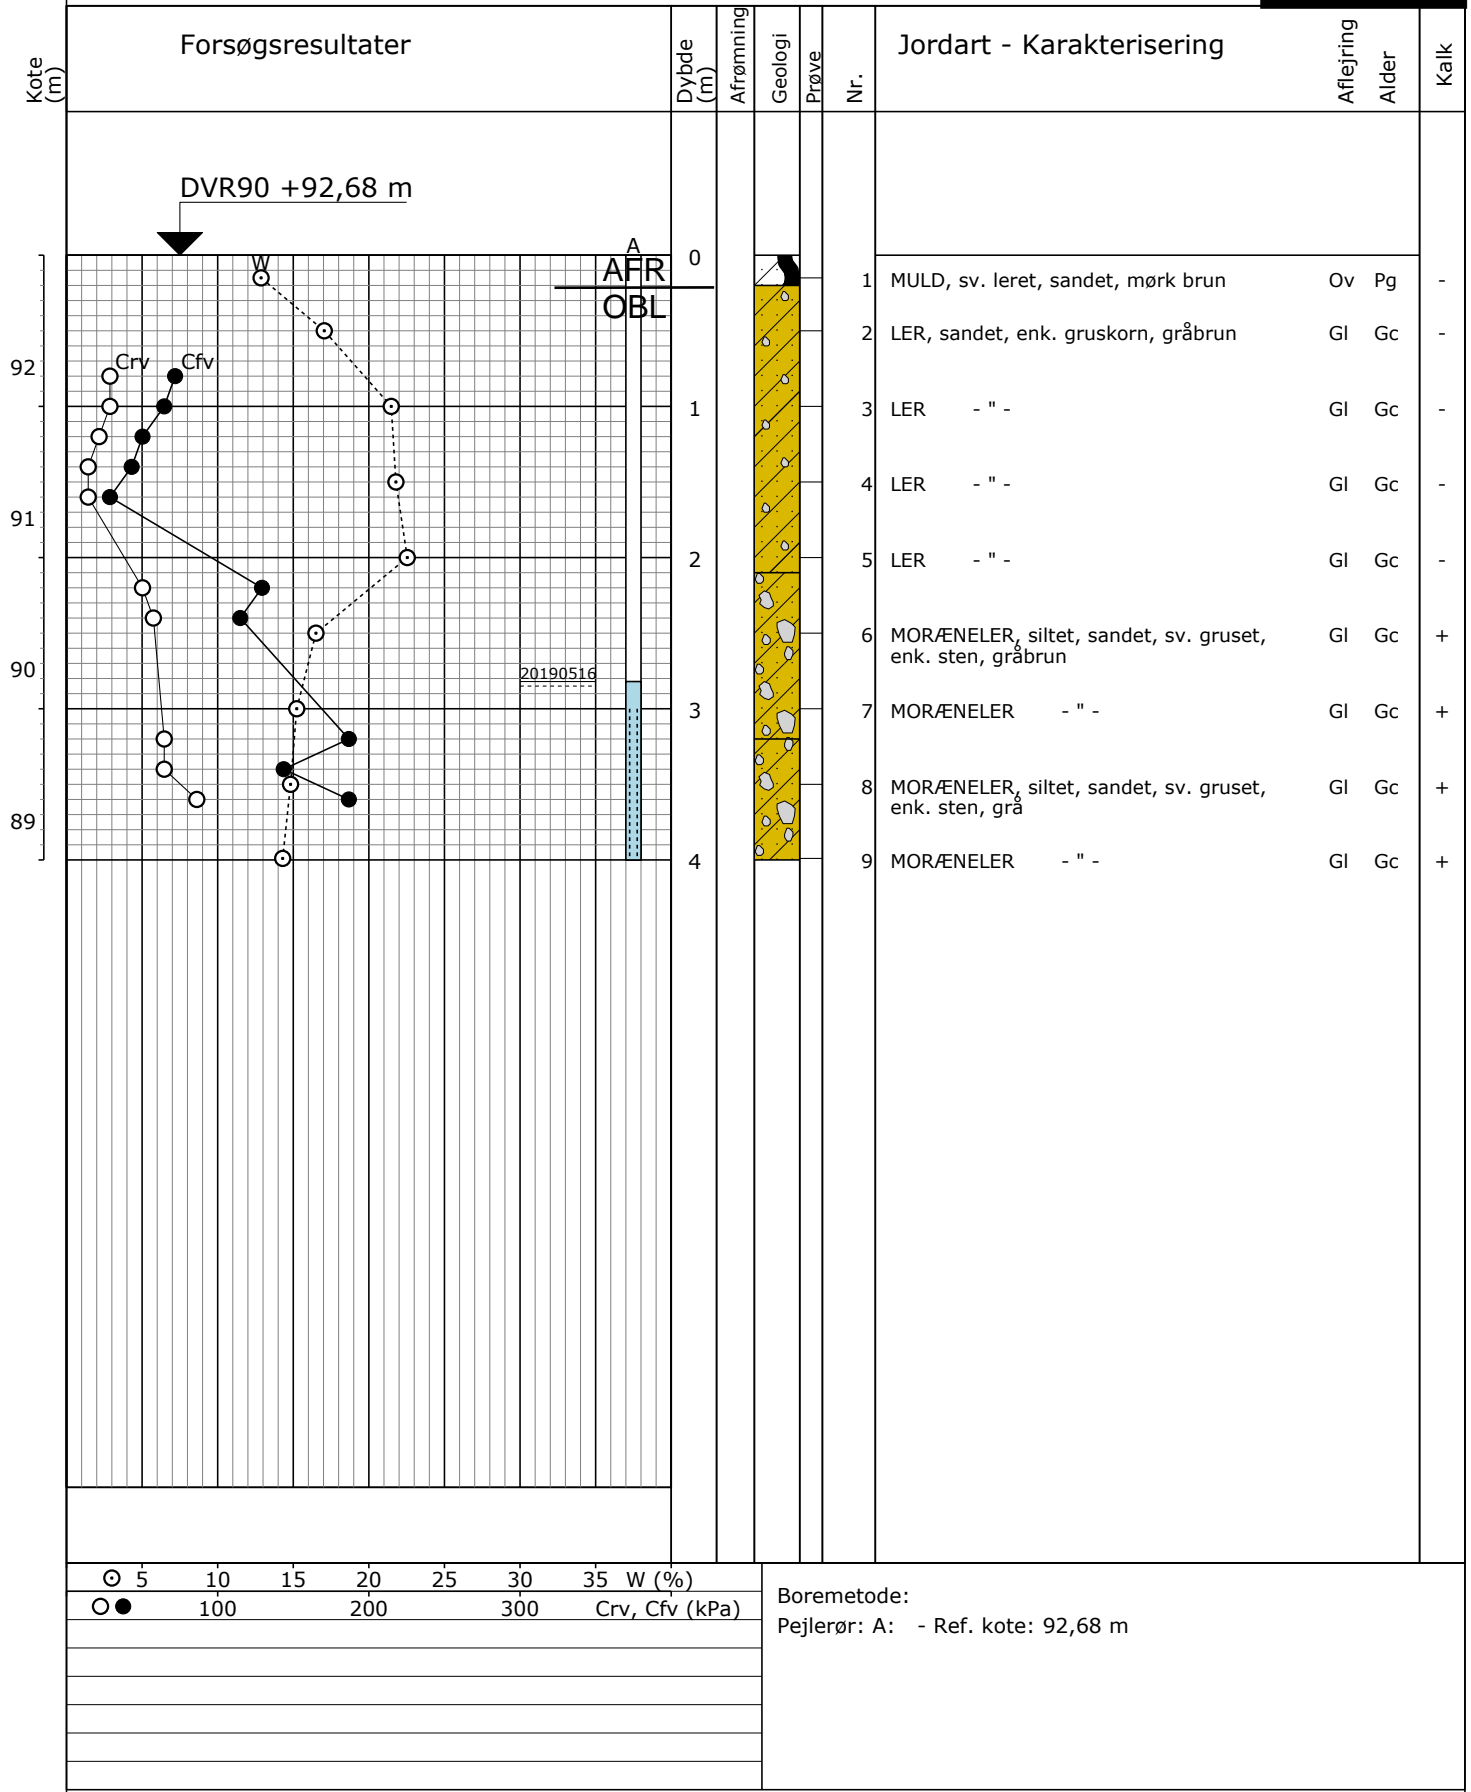 Kote (m)
Forsøgsresultater
Dybde (m)
Afrømning
Geologi
Prøve
Nr.
Jordart - Karakterisering
Aflejring
Alder
Kalk
DVR90 +92,68 m
A
0
W
AFR
OBL
1 MULD, sv. leret, sandet, mørk brun Ov Pg -
2 LER, sandet, enk. gruskorn, gråbrun Gl Gc -
92
Crv Cfv
1
3 LER - " - Gl Gc -
4 LER - " - Gl Gc -
91
2
5 LER - " - Gl Gc -
6 MORÆNELER, siltet, sandet, sv. gruset, Gl Gc +
enk. sten, gråbrun
90
20190516
3
7 MORÆNELER - " - Gl Gc +
8 MORÆNELER, siltet, sandet, sv. gruset, Gl Gc +
enk. sten, grå
89
4
9 MORÆNELER - " - Gl Gc +
5 10 15 20 25 30 35 W (%)
100 200 300 Crv, Cfv (kPa)
Boremetode:
Pejlerør: A: - Ref. kote: 92,68 m